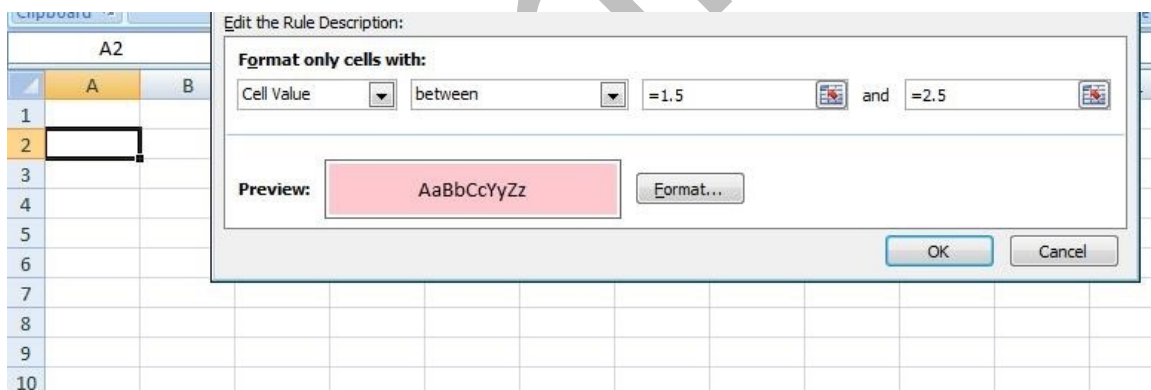 Clipboard
Edit the Rule Description:
A2
Format only cells with:
A B
Cell Value between =1.5 and =2.5
1
2
3
Preview: AaBbCcYyZz Format...
4
5
OK Cancel
6
7
8
9
10